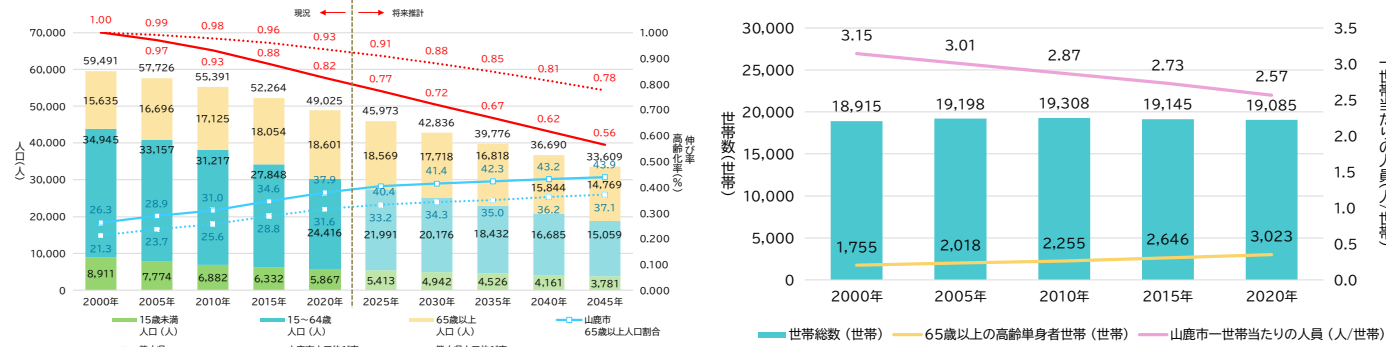 現況 将来推計
1.00 0.99 0.98 0.96 0.93 0.91 0.88 0.85 0.81 0.78
0.97 0.93 0.88 0.82 0.77 0.72 0.67 0.62 0.56
70,000
60,000
50,000
40,000
30,000
20,000
10,000
0
人口(人)
59,491 57,726 55,391 52,264 49,025 45,973 42,836 39,776 36,690 33,609
15,635 16,696 17,125 18,054 18,601 18,569 17,718 16,818 15,844 14,769
34,945 33,157 31,217 27,848 24,416 21,991 20,176 18,432 16,685 15,059
26.3 28.9 31.0 34.6 37.9 40.4 41.4 42.3 43.2 43.9
21.3 23.7 25.6 28.8 31.6 33.2 34.3 35.0 36.2 37.1
8,911 7,774 6,882 6,332 5,867 5,413 4,942 4,526 4,161 3,781
1.000
0.900
0.800
0.700
0.600
0.500
0.400
0.300
0.200
0.100
0.000
伸び率
高齢化率(%)
2000年 2005年 2010年 2015年 2020年 2025年 2030年 2035年 2040年 2045年
15歳未満
人口(人)
15～64歳
人口(人)
65歳以上
人口(人)
山鹿市
65歳以上人口割合
30,000
25,000
20,000
15,000
10,000
5,000
0
世帯数(世帯)
3.15 3.01 2.87 2.73 2.57
18,915 19,198 19,308 19,145 19,085
1,755 2,018 2,255 2,646 3,023
3.5
3.0
2.5
2.0
1.5
1.0
0.5
0.0
一世帯当たりの人員(人/世帯)
2000年 2005年 2010年 2015年 2020年
世帯総数(世帯) 65歳以上の高齢単身者世帯(世帯) 山鹿市一世帯当たりの人員(人/世帯)